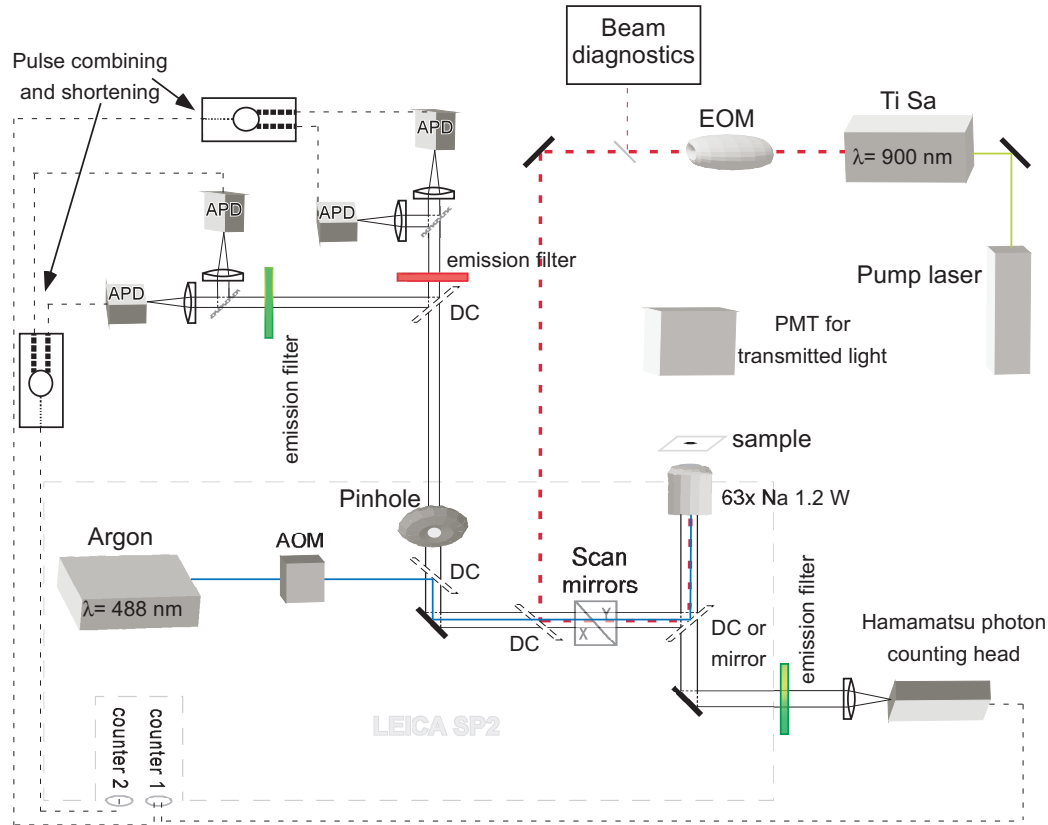 Beam
diagnostics
Pulse combining
and shortening
APD
EOM
Ti Sa
λ= 900 nm
APD
APD
emission filter
Pump laser
APD
DC
PMT for
transmitted light
emission filter
sample
63x Na 1.2 W
Pinhole
Argon
AOM
λ= 488 nm
DC
Scan
mirrors
X Y
DC
DC or
mirror
emission filter
Hamamatsu photon
counting head
LEICA SP2
counter 2
counter 1